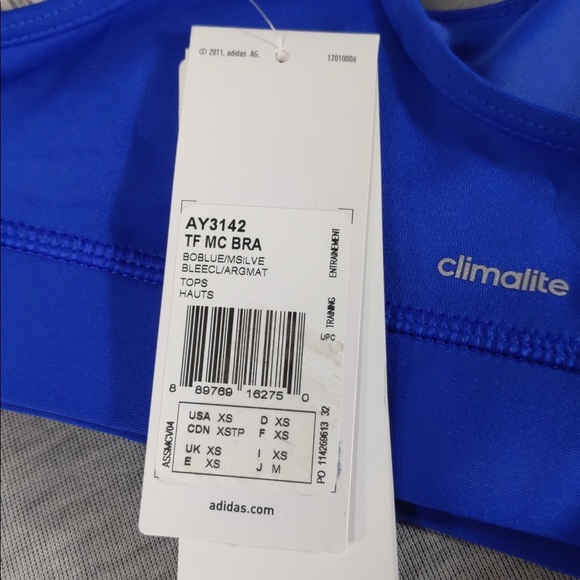 © 2011, adidas AG. 12010006
AY3142
TF MC BRA
BOBLUE/MSILVE
BLEECL/ARGMAT
TOPS
HAUTS
TRAINING ENTRAINEMENT
UPC
8 89769 16275 0
USA XS D XS
CDN XSTP F XS
UK XS I XS
E XS J M
ASSMCV04
PO 114269613 32
adidas.com
climalite